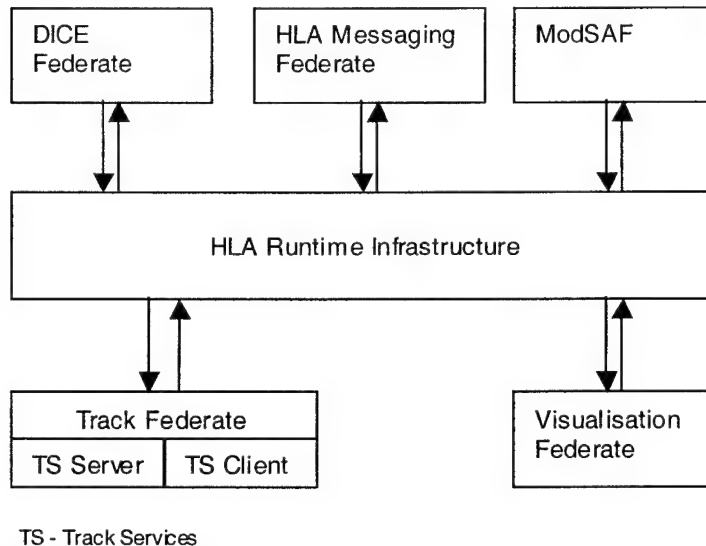 DICE
Federate
HLA Messaging
Federate
ModSAF
HLA Runtime Infrastructure
Track Federate
TS Server
TS Client
Visualisation
Federate
TS - Track Services